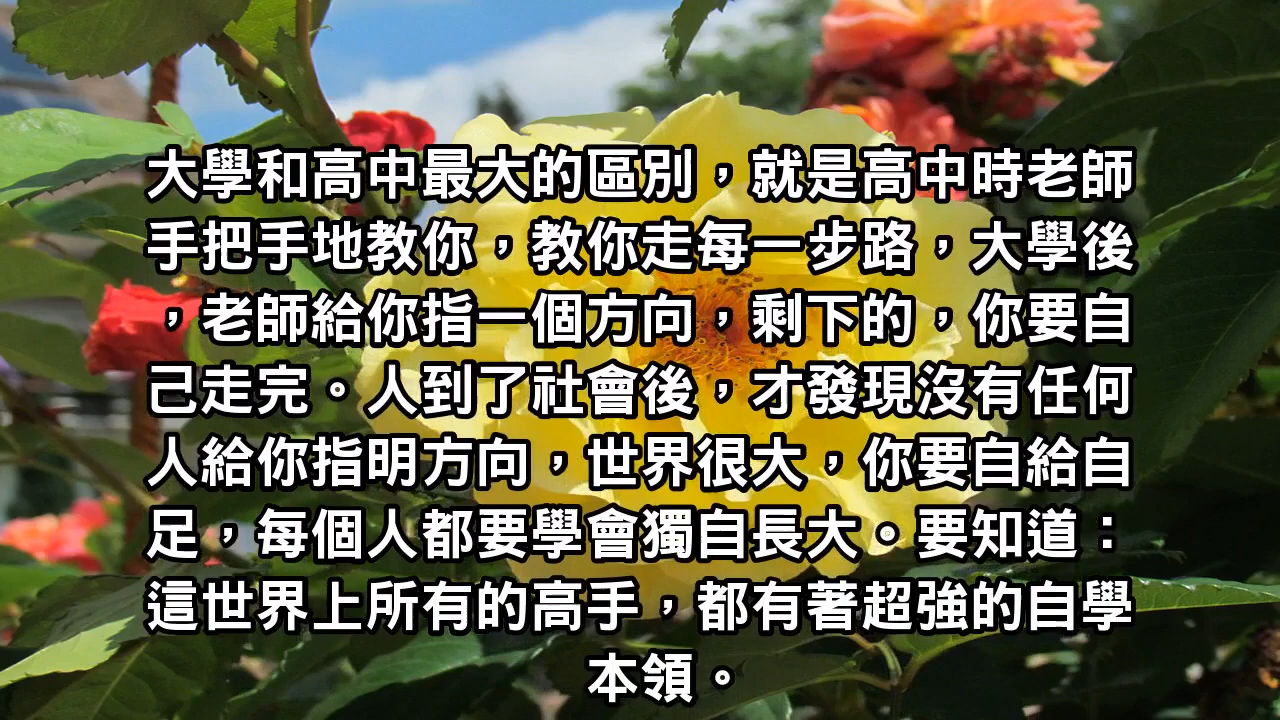 大學和高中最大的區別，就是高中時老師
手把手地教你，教你走每一步路，大學後
，老師給你指一個方向，剩下的，你要自
己走完。人到了社會後，才發現沒有任何
人給你指明方向，世界很大，你要自給自
足，每個人都要學會獨自長大。要知道：
這世界上所有的高手，都有著超強的自學
本領。